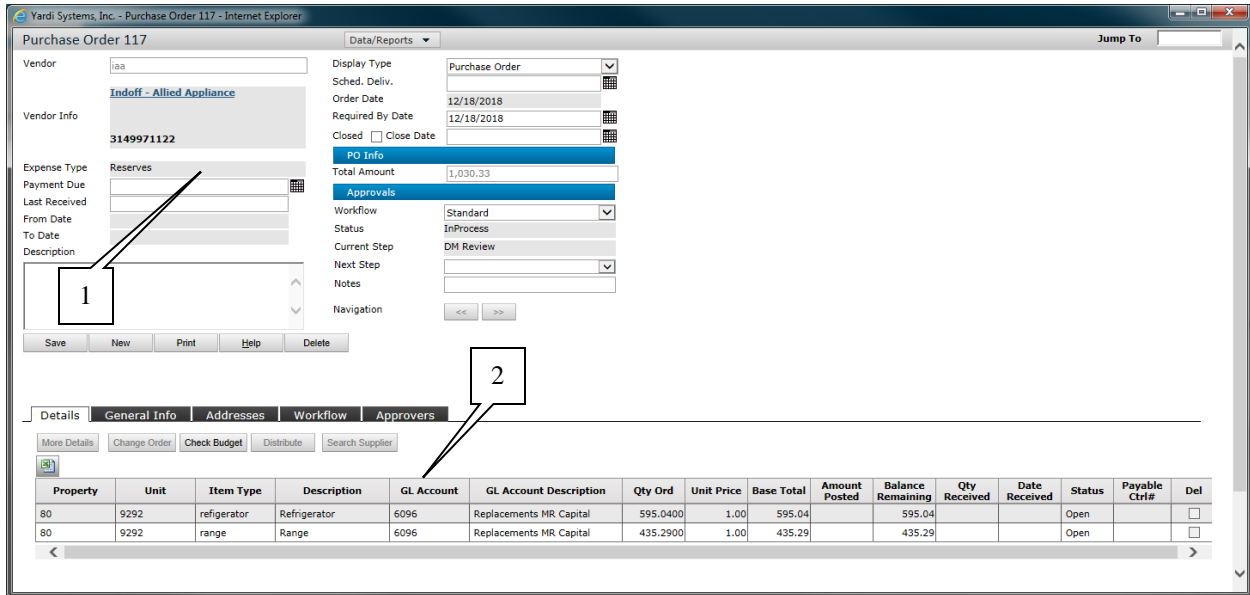 Yardi Systems, Inc. - Purchase Order 117 - Internet Explorer
Purchase Order 117 Data/Reports Jump To
Vendor iaa
Indoff - Allied Appliance
Vendor Info
3149971122
Expense Type Reserves
Payment Due
Last Received
From Date
To Date
Description
1
Display Type Purchase Order
Sched. Deliv.
Order Date 12/18/2018
Required By Date 12/18/2018
Closed Close Date
PO Info
Total Amount 1,030.33
Approvals
Workflow Standard
Status InProcess
Current Step DM Review
Next Step
Notes
Navigation << >>
Save New Print Help Delete
2
Details General Info Addresses Workflow Approvers
More Details Change Order Check Budget Distribute Search Supplier
Property Unit Item Type Description GL Account GL Account Description Qty Ord Unit Price Base Total Amount Posted Balance Remaining Qty Received Date Received Status Payable Ctrl# Del
80 9292 refigerator Refrigerator 6096 Replacements MR Capital 595.0400 1.00 595.04 595.04 Open
80 9292 range Range 6096 Replacements MR Capital 435.2900 1.00 435.29 435.29 Open